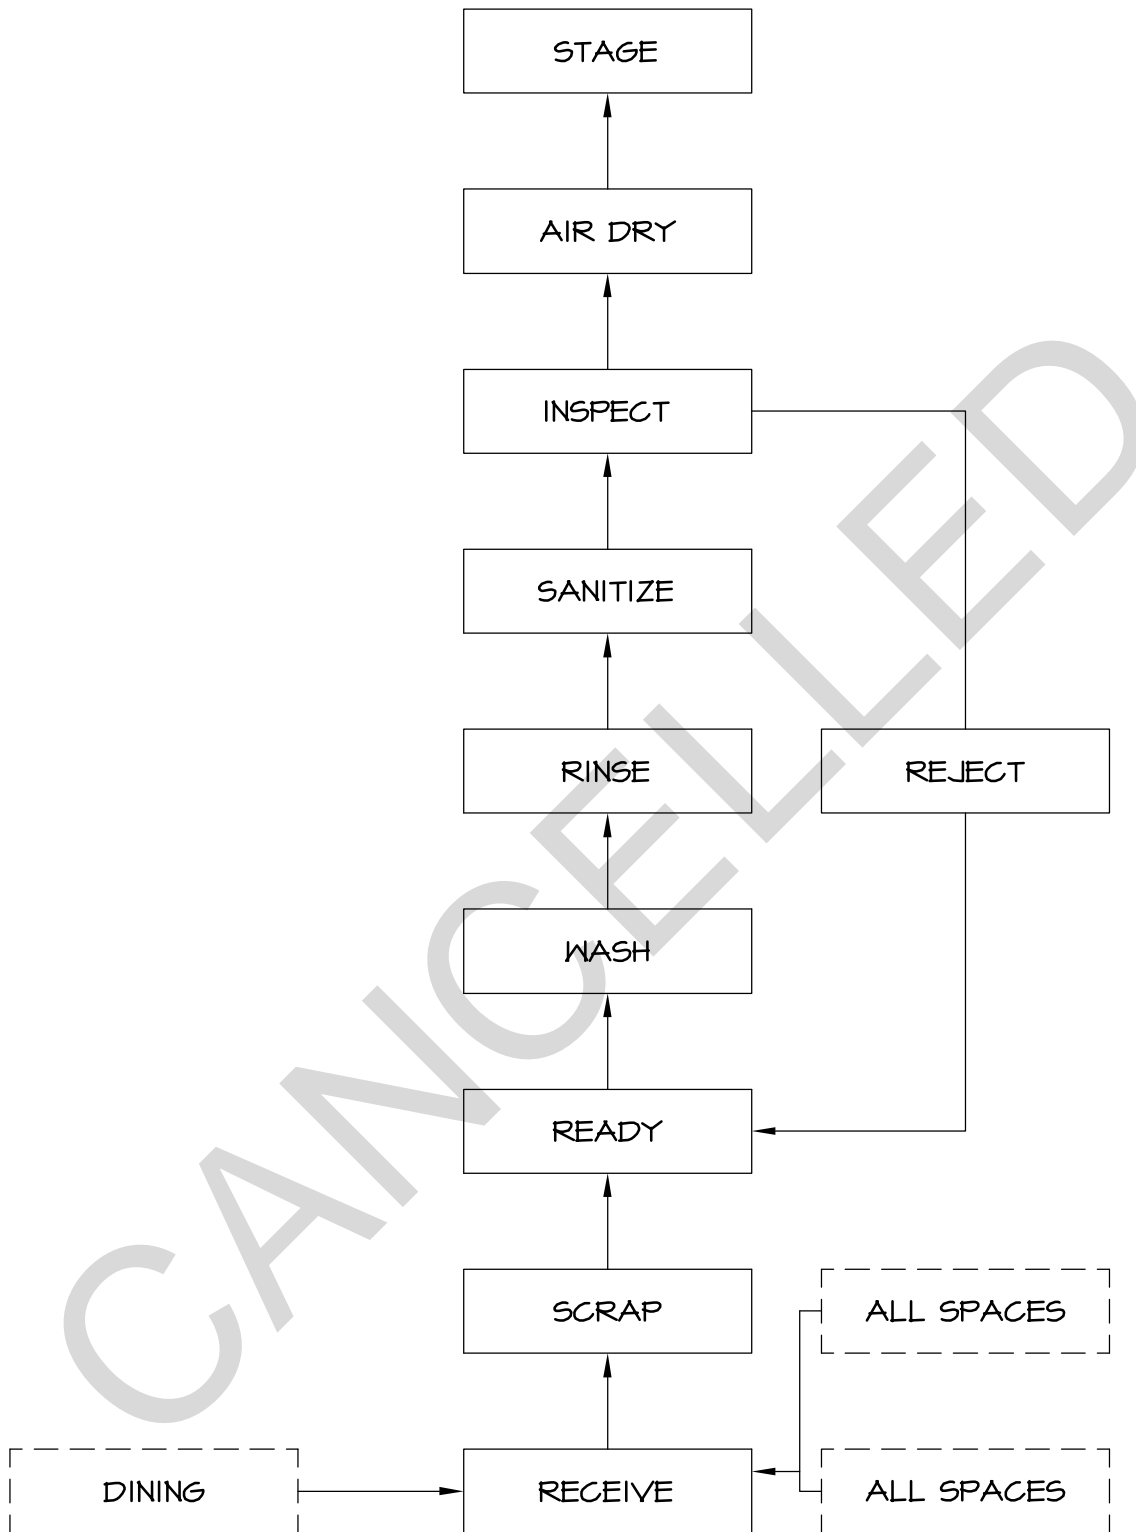 STAGE
AIR DRY
INSPECT
SANITIZE
RINSE
REJECT
WASH
READY
SCRAP
ALL SPACES
DINING
RECEIVE
ALL SPACES
CANCELLED